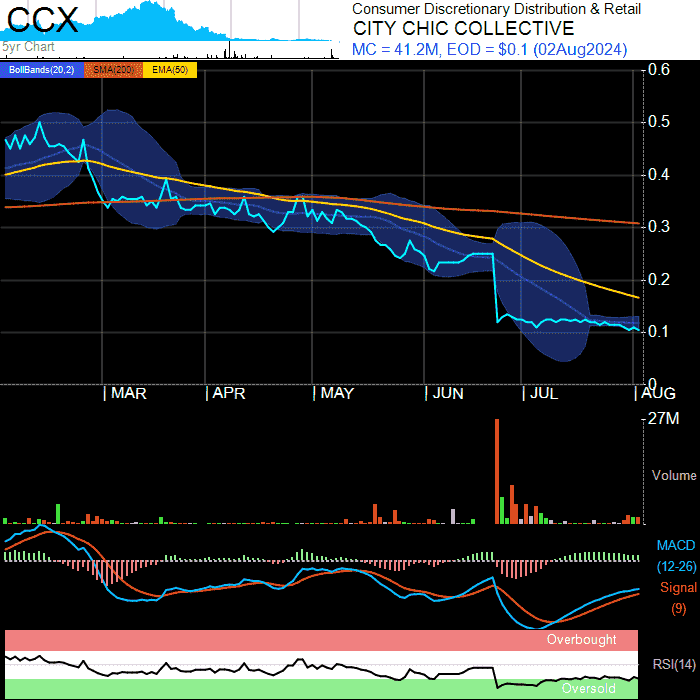 CCX
5yr Chart
Consumer Discretionary Distribution & Retail
CITY CHIC COLLECTIVE
MC = 41.2M, EOD = $0.1 (02Aug2024)
BollBands(20,2) SMA(200) EMA(50)
0.6
0.5
0.4
0.3
0.2
0.1
0
MAR APR MAY JUN JUL AUG
27M
Volume
MACD
(12-26)
Signal
(9)
Overbought
RSI(14)
Oversold